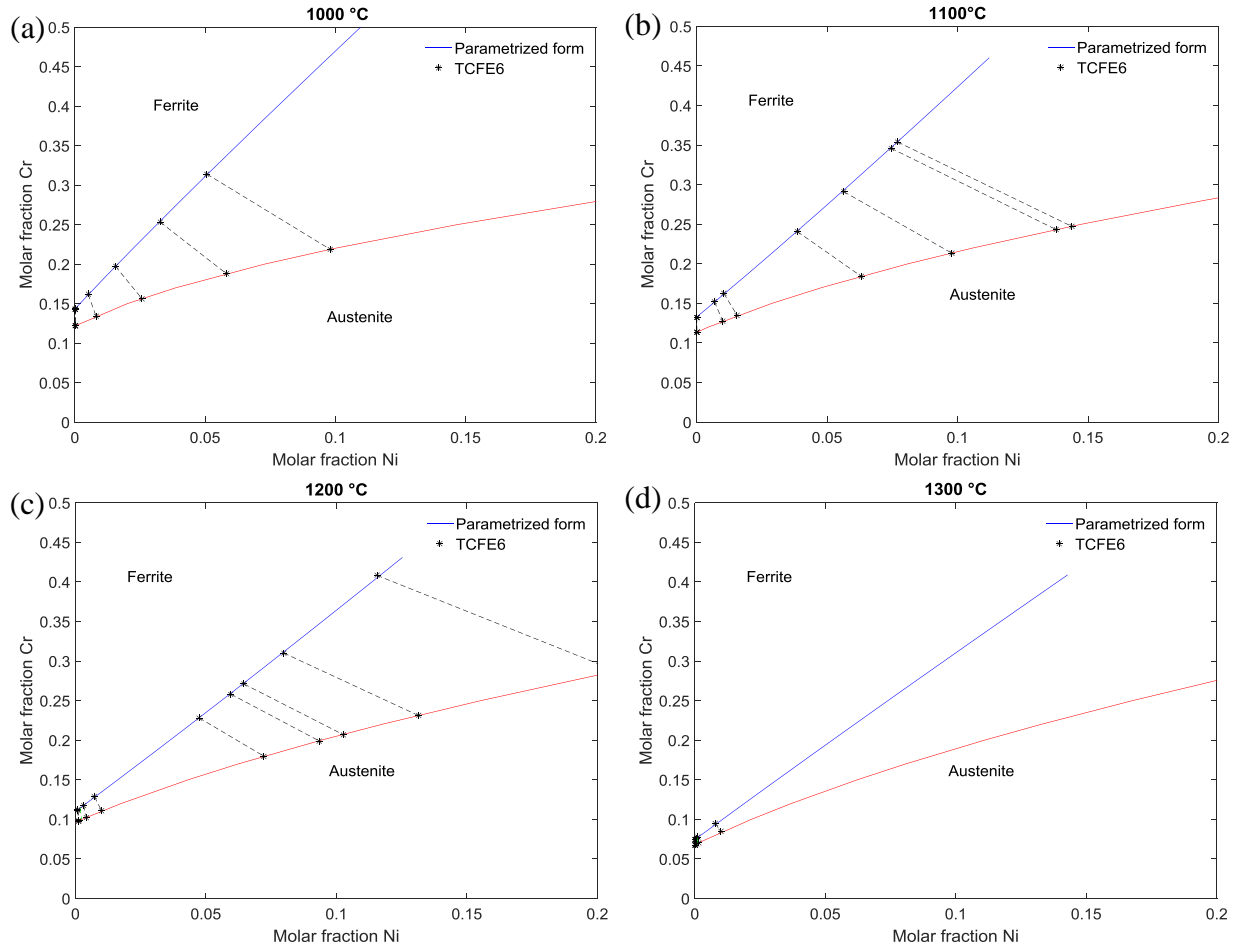 (a)
1000 °C
0.5
0.45
0.4
0.35
0.3
0.25
0.2
0.15
0.1
0.05
0
Molar fraction Cr
Parametrized form
TCFE6
Ferrite
Austenite
0
0.05
0.1
0.15
0.2
Molar fraction Ni
(b)
1100°C
0.5
0.45
0.4
0.35
0.3
0.25
0.2
0.15
0.1
0.05
0
Molar fraction Cr
Parametrized form
TCFE6
Ferrite
Austenite
0
0.05
0.1
0.15
0.2
Molar fraction Ni
(c)
1200 °C
0.5
0.45
0.4
0.35
0.3
0.25
0.2
0.15
0.1
0.05
0
Molar fraction Cr
Parametrized form
TCFE6
Ferrite
Austenite
0
0.05
0.1
0.15
0.2
Molar fraction Ni
(d)
1300 °C
0.5
0.45
0.4
0.35
0.3
0.25
0.2
0.15
0.1
0.05
0
Molar fraction Cr
Parametrized form
TCFE6
Ferrite
Austenite
0
0.05
0.1
0.15
0.2
Molar fraction Ni